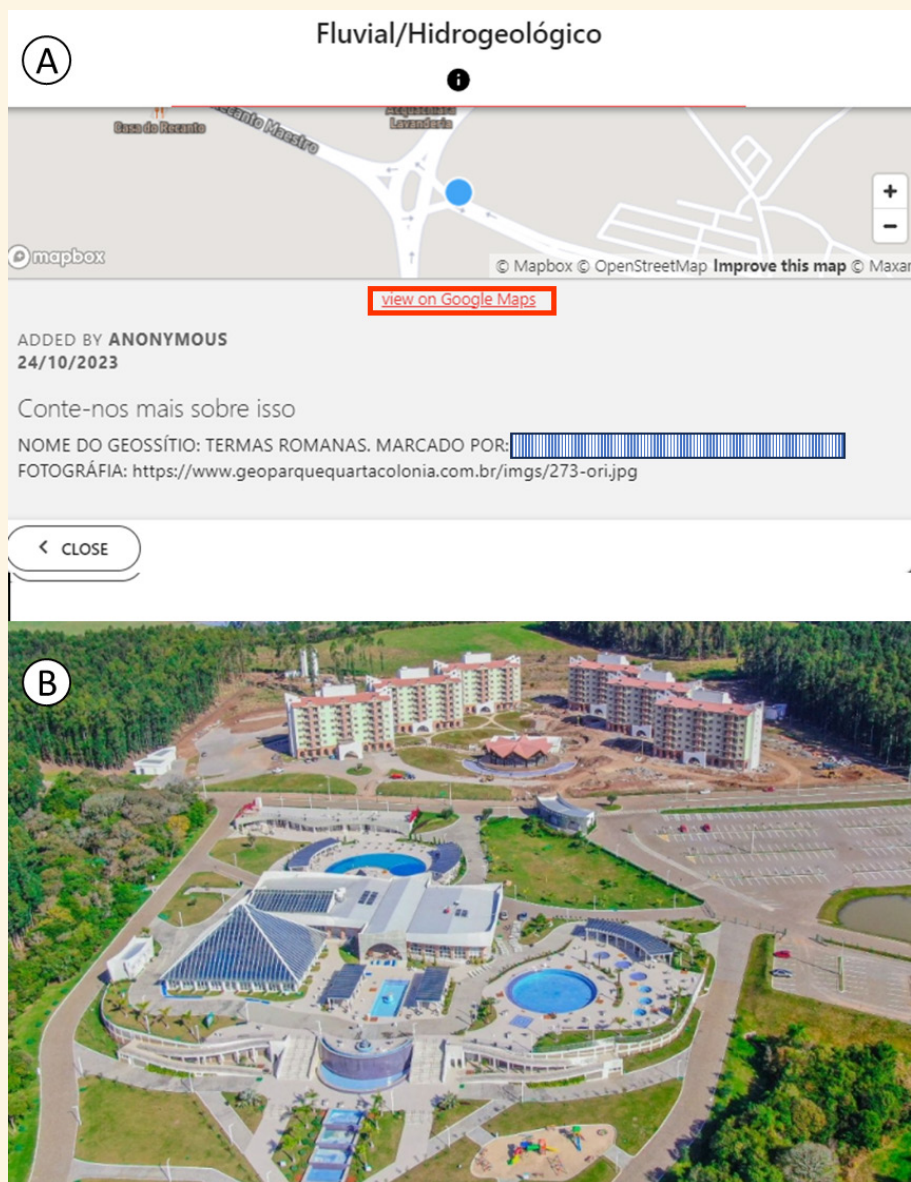 Fluvial/Hidrogeológico
A
i
Casa do Recanto
Recanto Maestro
Acquachiara
Lavanderia
+
−
mapbox
© Mapbox © OpenStreetMap Improve this map © Maxar
view on Google Maps
ADDED BY ANONYMOUS
24/10/2023
Conte-nos mais sobre isso
NOME DO GEOSSÍTIO: TERMAS ROMANAS. MARCADO POR:
FOTOGRÁFIA: https://www.geoparquequartacolonia.com.br/imgs/273-ori.jpg
CLOSE
B